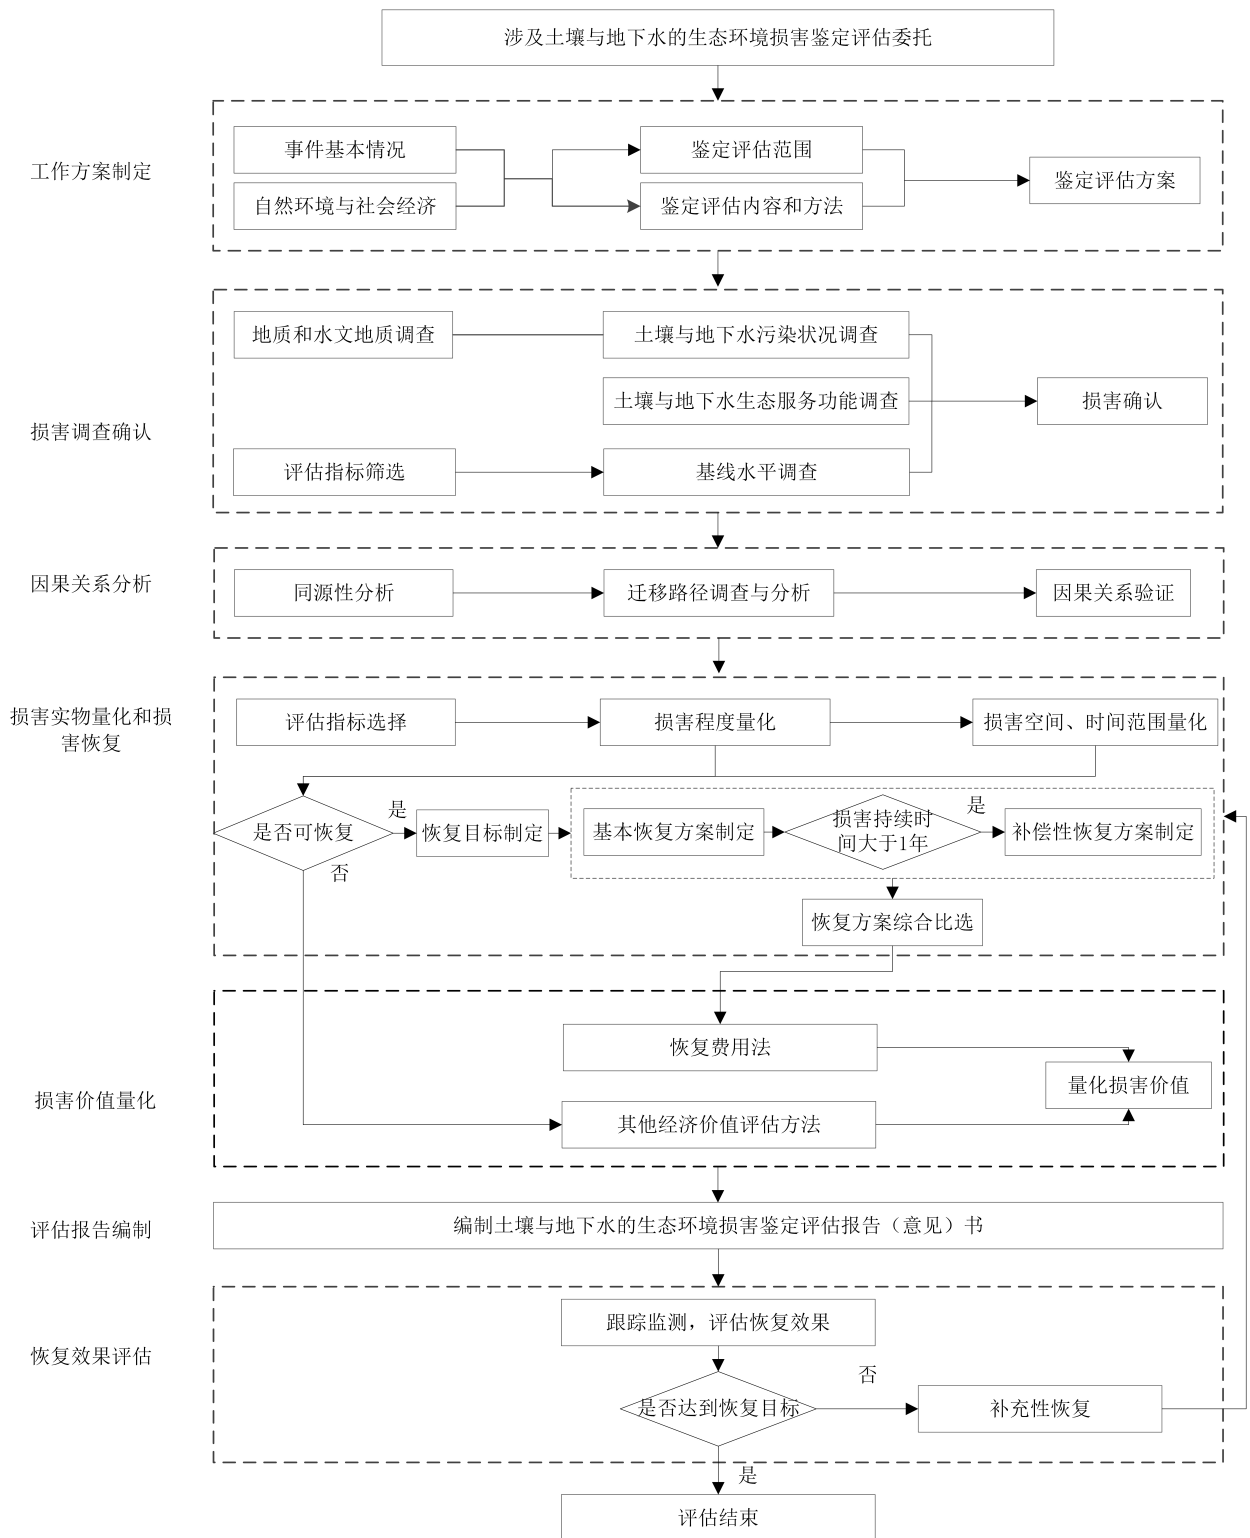 涉及土壤与地下水的生态环境损害鉴定评估委托
工作方案制定
事件基本情况
自然环境与社会经济
鉴定评估范围
鉴定评估内容和方法
鉴定评估方案
损害调查确认
地质和水文地质调查
土壤与地下水污染状况调查
土壤与地下水生态服务功能调查
损害确认
评估指标筛选
基线水平调查
因果关系分析
同源性分析
迁移路径调查与分析
因果关系验证
损害实物量化和损
害恢复
评估指标选择
损害程度量化
损害空间、时间范围量化
是否可恢复
是
否
恢复目标制定
基本恢复方案制定
损害持续时
间大于1年
是
补偿性恢复方案制定
恢复方案综合比选
损害价值量化
恢复费用法
其他经济价值评估方法
量化损害价值
评估报告编制
编制土壤与地下水的生态环境损害鉴定评估报告（意见）书
恢复效果评估
跟踪监测，评估恢复效果
是否达到恢复目标
否
补充性恢复
是
评估结束